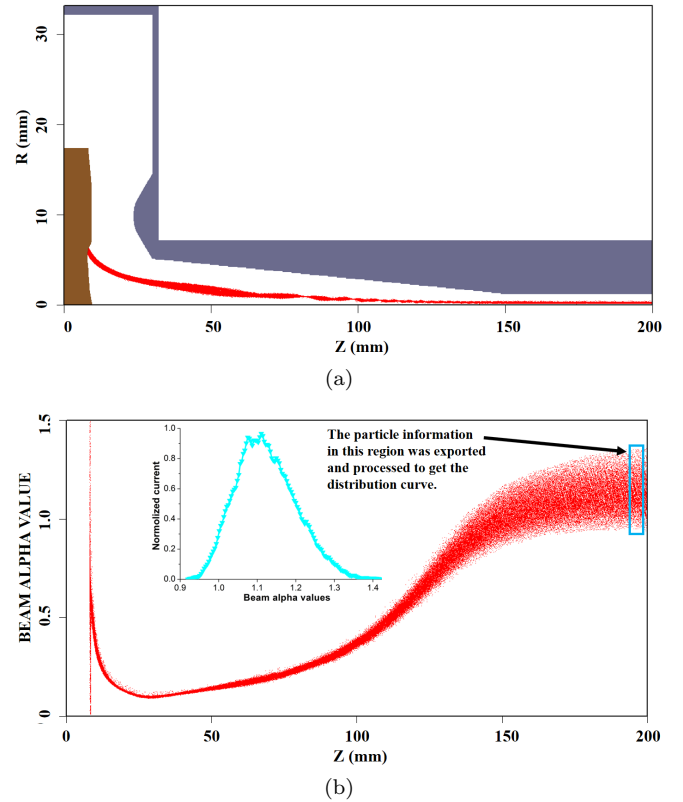 30
20
10
0
R (mm)
0 50 100 150 200
Z (mm)
(a)
1.5
1.0
0.5
0
BEAM ALPHA VALUE
1.0
0.8
0.6
0.4
0.2
0.0
Normolized current
0.9 1.0 1.1 1.2 1.3 1.4
Beam alpha values
The particle information
in this region was exported
and processed to get the
distribution curve.
0 50 100 150 200
Z (mm)
(b)